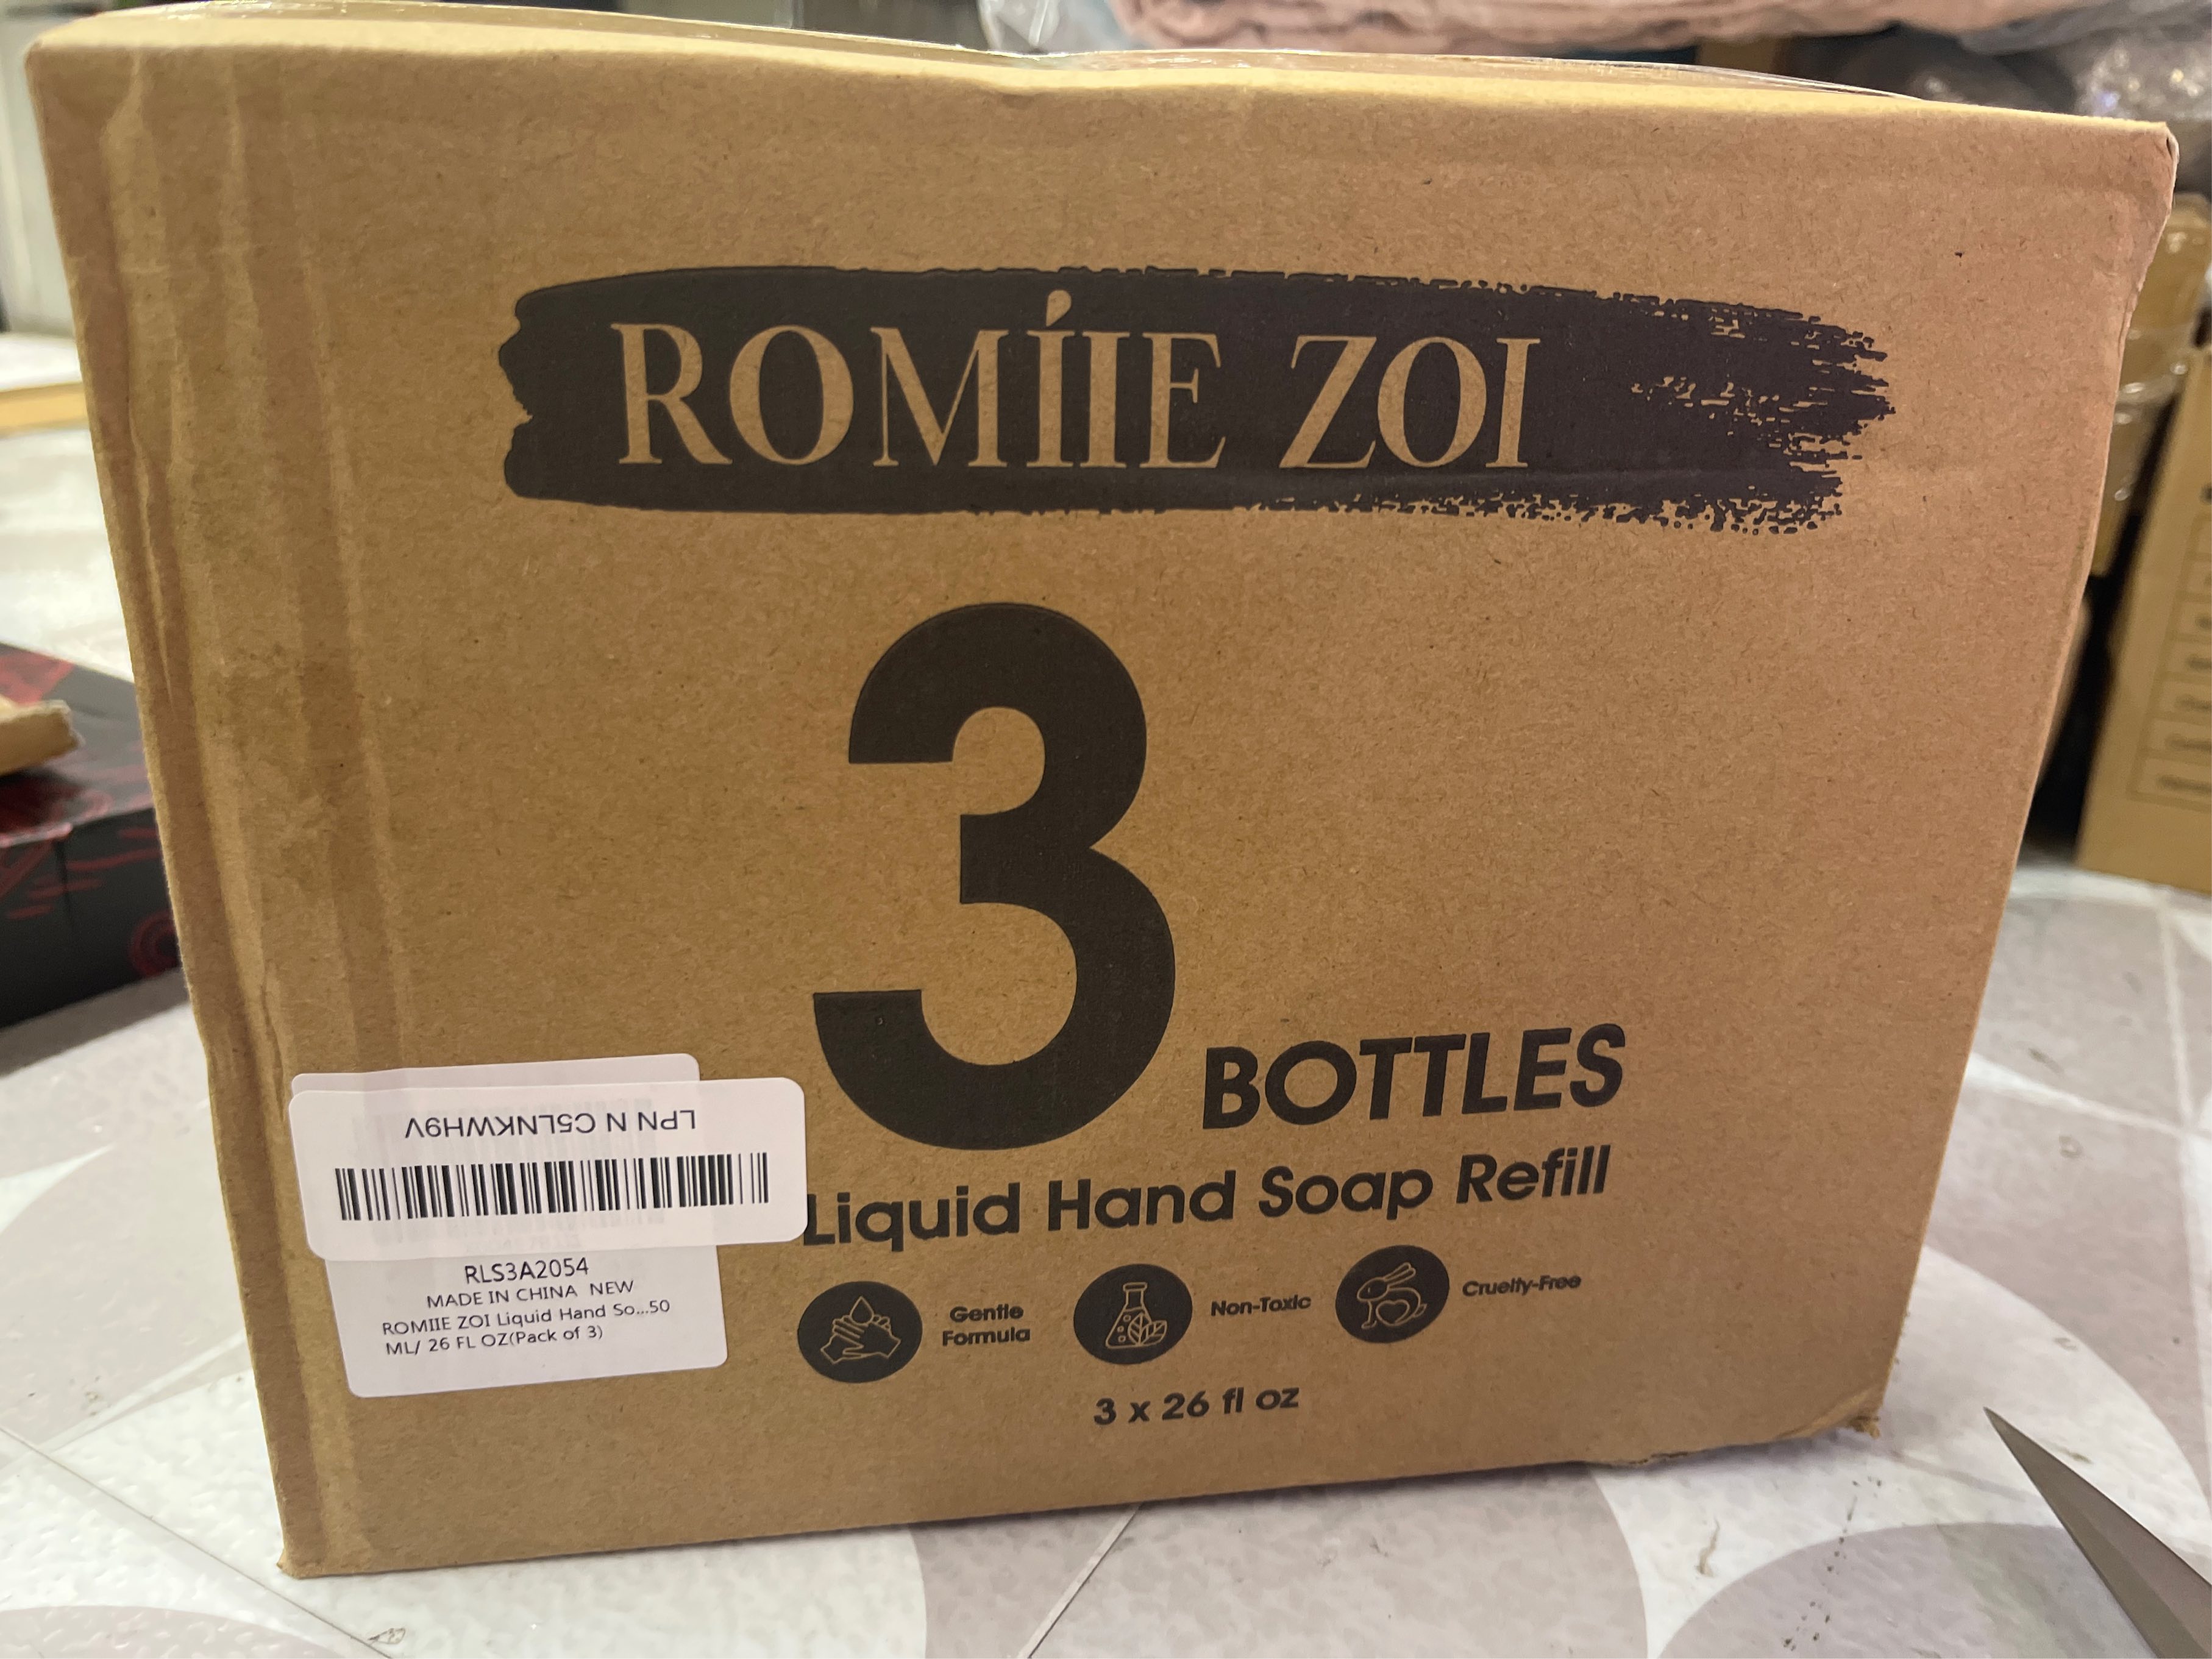 ROMÍIE ZOI
3
BOTTLES
Liquid Hand Soap Refill
Gentle
Formula
Non-Toxic
Cruelty-Free
3 x 26 fl oz
LPN N C5LNKWH9V
RLS3A2054
MADE IN CHINA NEW
ROMIIE ZOI Liquid Hand So...50
ML/ 26 FL OZ(Pack of 3)